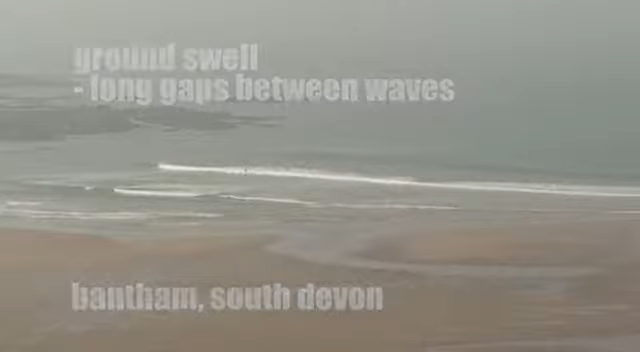 ground swell
- long gaps between waves
bantham, south devon